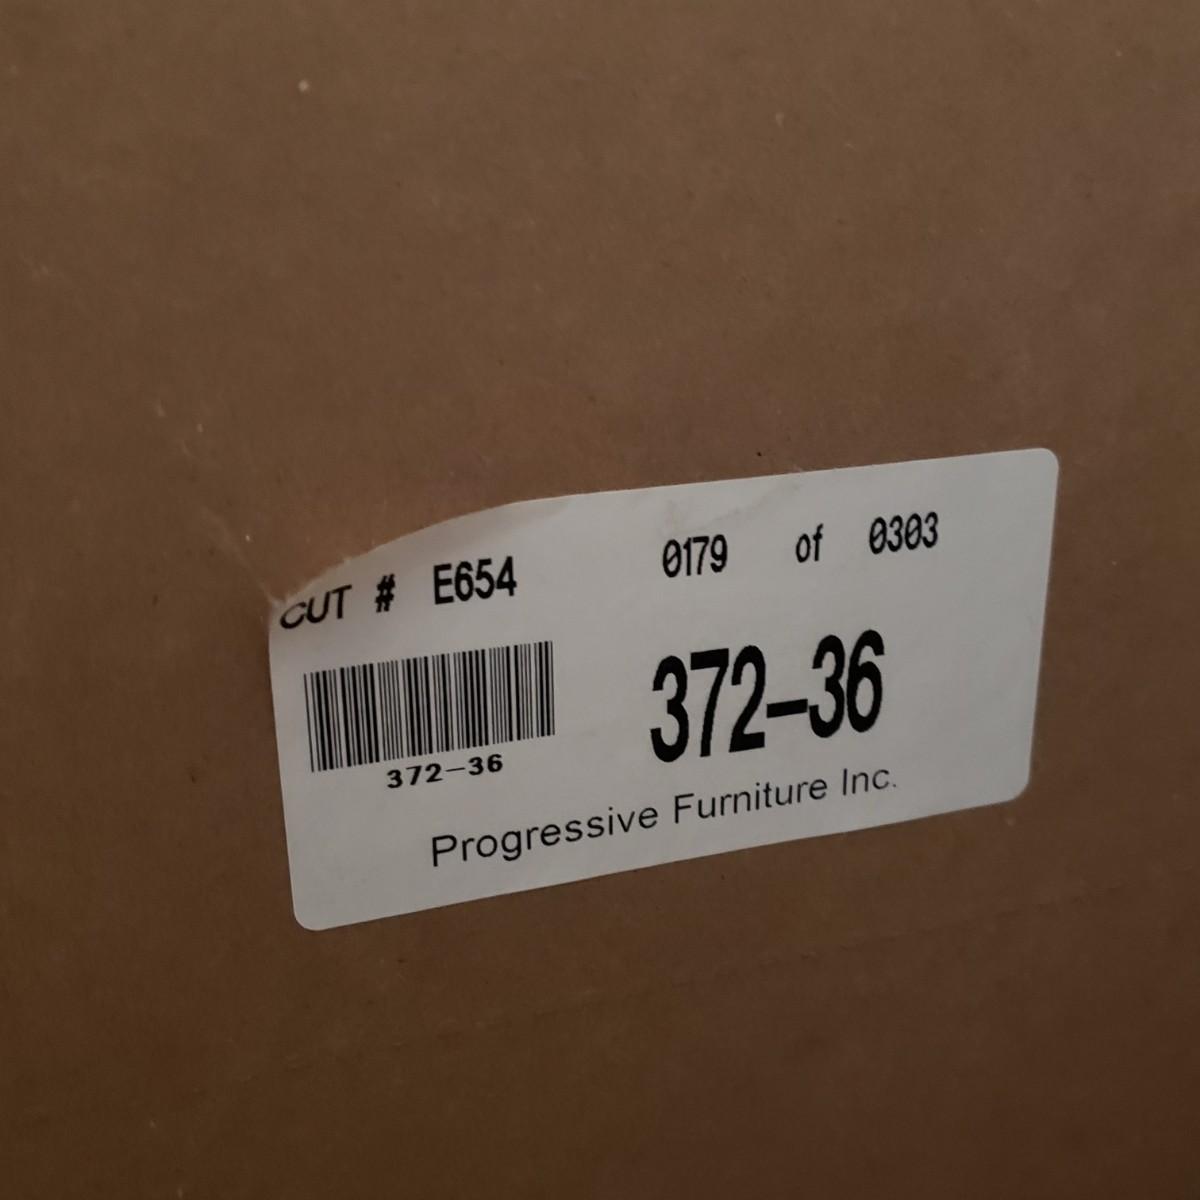 CUT # E654 0179 of 0303
372-36
372-36
Progressive Furniture Inc.